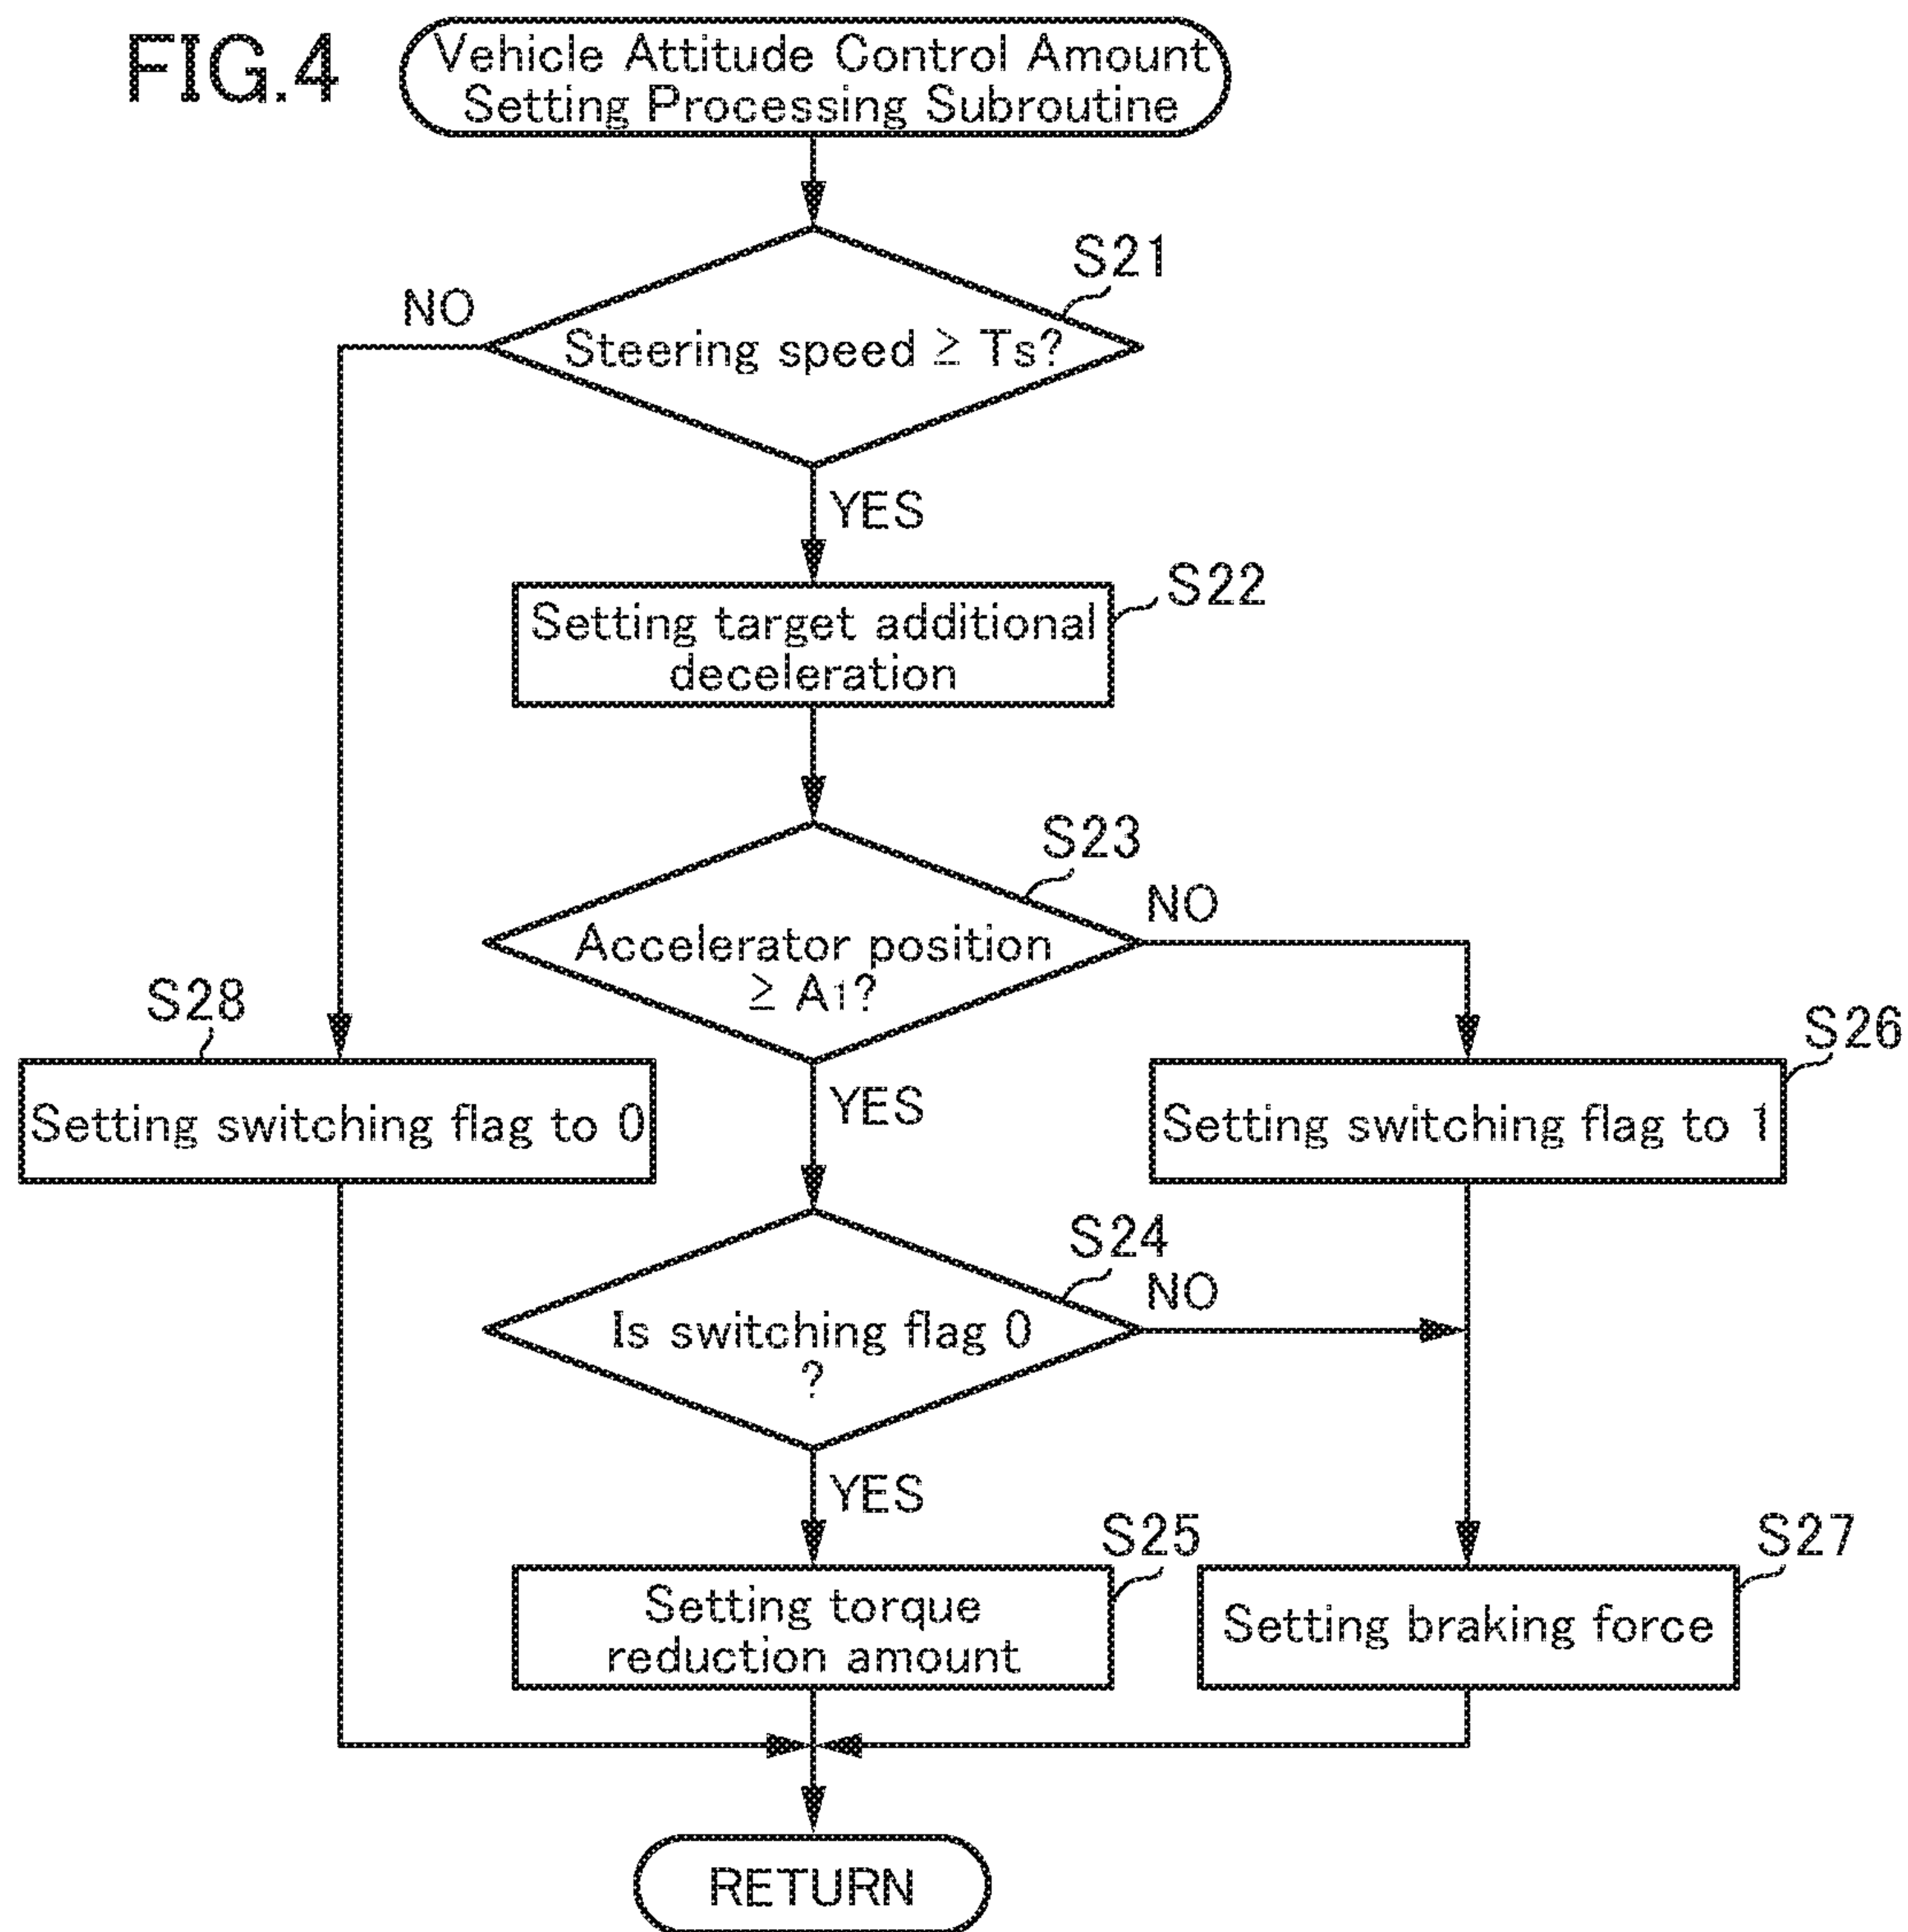 FIG.4
Vehicle Attitude Control Amount
Setting Processing Subroutine
S21
NO
Steering speed ≥ Ts?
YES
S22
Setting target additional
deceleration
S23
NO
Accelerator position
≥ A1?
S28
S26
YES
Setting switching flag to 0
Setting switching flag to 1
S24
NO
Is switching flag 0
?
YES
S25
S27
Setting torque
reduction amount
Setting braking force
RETURN